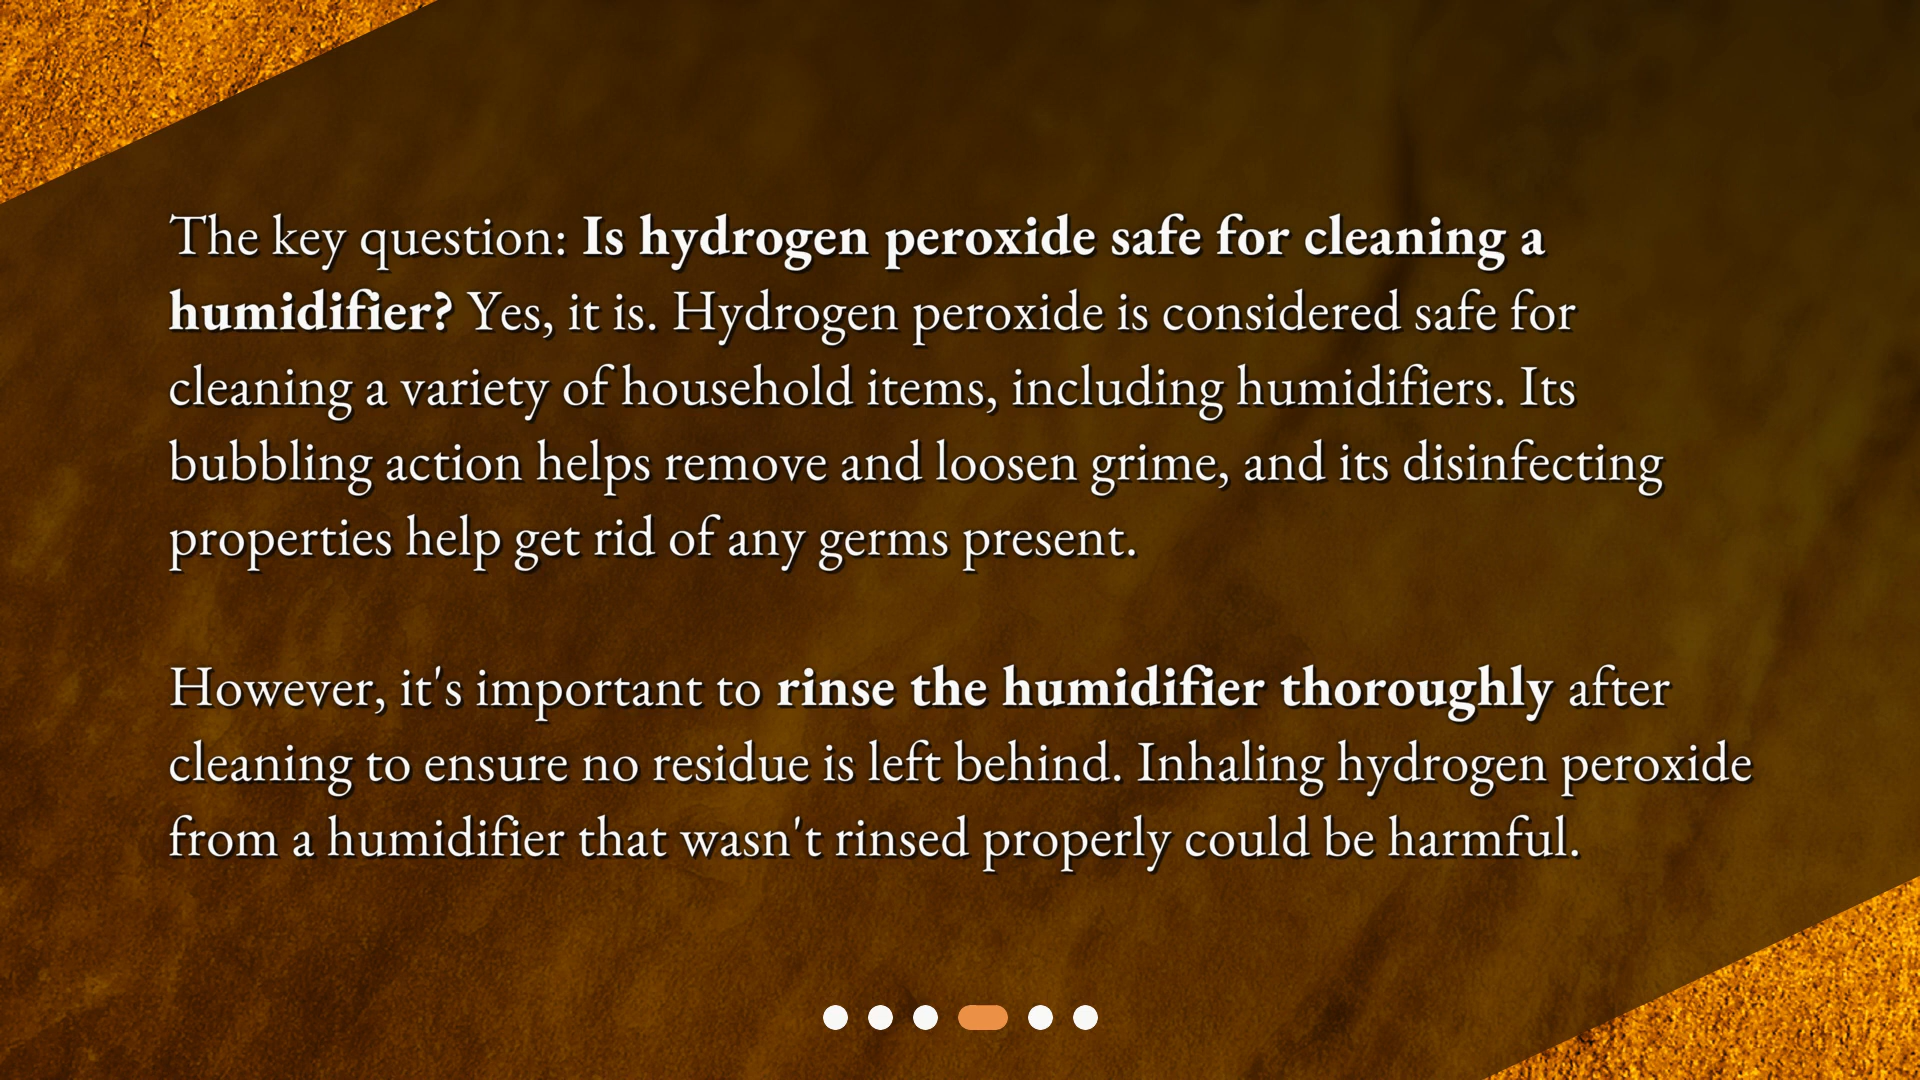 The key question: Is hydrogen peroxide safe for cleaning a
humidifier? Yes, it is. Hydrogen peroxide is considered safe for
cleaning a variety of household items, including humidifiers. Its
bubbling action helps remove and loosen grime, and its disinfecting
properties help get rid of any germs present.
However, it's important to rinse the humidifier thoroughly after
cleaning to ensure no residue is left behind. Inhaling hydrogen peroxide
from a humidifier that wasn't rinsed properly could be harmful.